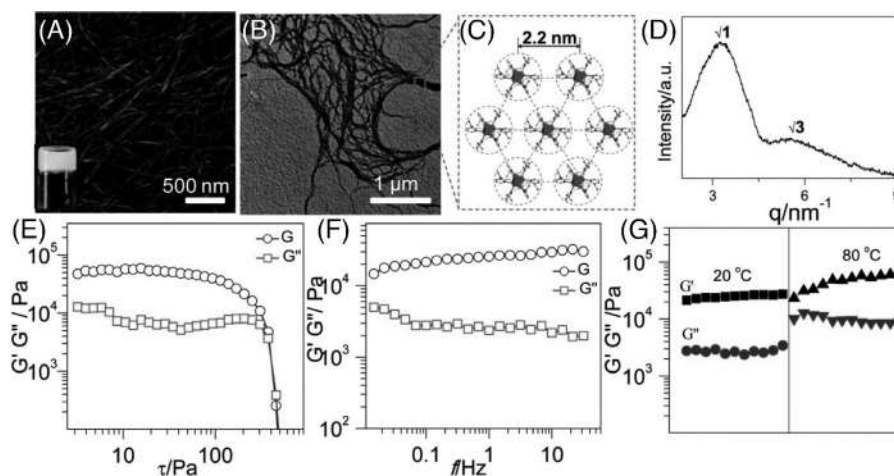 (A)
500 nm
(B)
1 µm
(C)
2.2 nm
(D)
Intensity/a.u.
√1
√3
3
6
q/nm⁻¹
(E)
G' G'' / Pa
10⁵
10⁴
10³
G
G''
10
100
τ/Pa
(F)
G' G''/ Pa
10⁴
10²
G
G''
0.1
1
10
f/Hz
(G)
G' G'' /Pa
10⁵
10⁴
10³
20 °C
80 °C
G'
G''